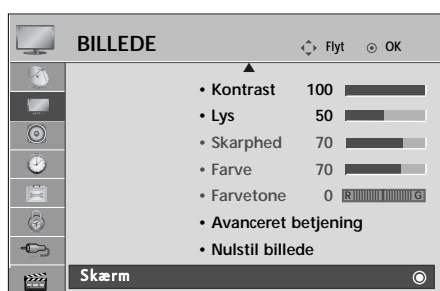 BILLEDE Flyt OK
• Kontrast 100
• Lys 50
• Skarphed 70
• Farve 70
• Farvetone 0 R G
• Avanceret betjening
• Nulstil billede
Skærm